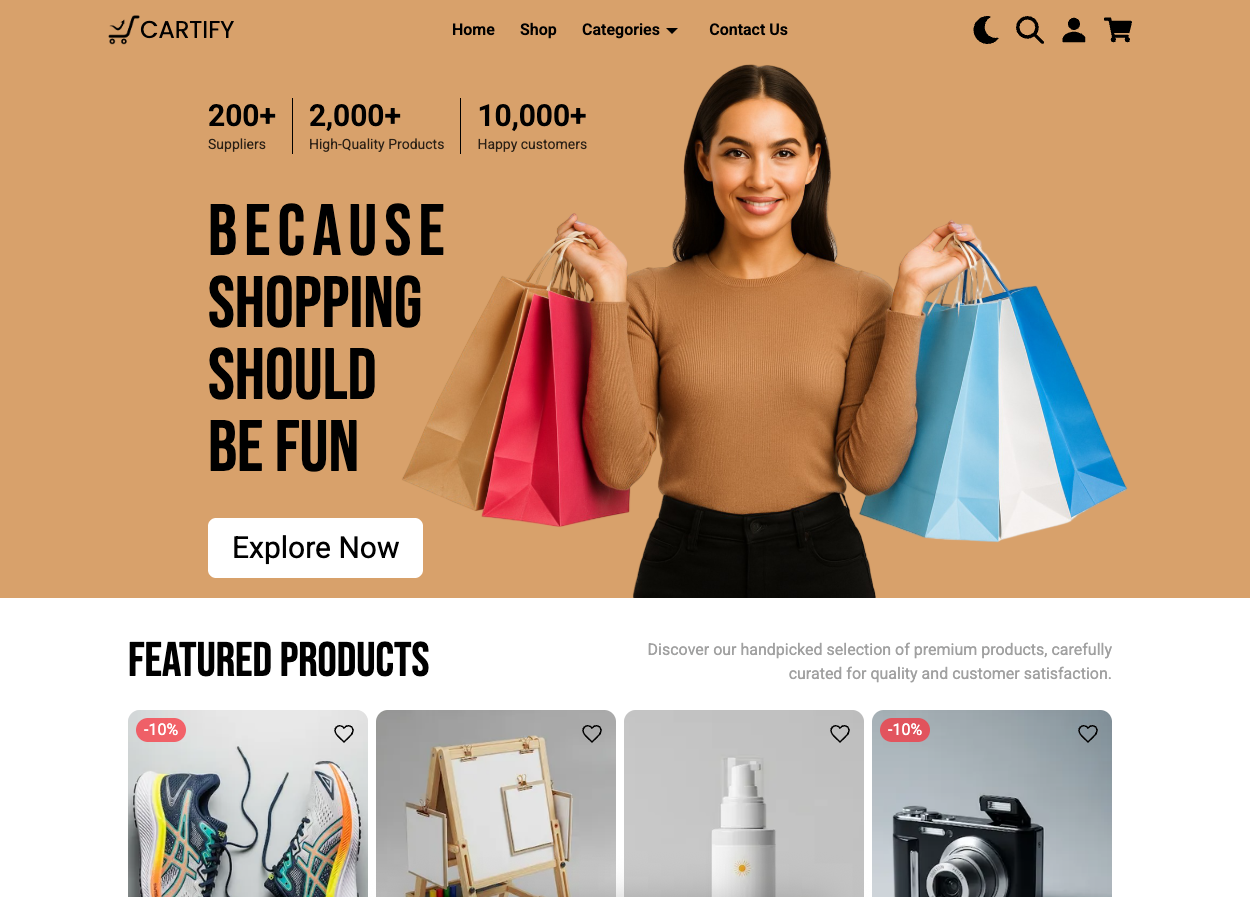 CARTIFY
Home Shop Categories Contact Us
200+ 2,000+ 10,000+
Suppliers High-Quality Products Happy customers
BECAUSE
SHOPPING
SHOULD
BE FUN
Explore Now
FEATURED PRODUCTS
Discover our handpicked selection of premium products, carefully
curated for quality and customer satisfaction.
-10% -10%